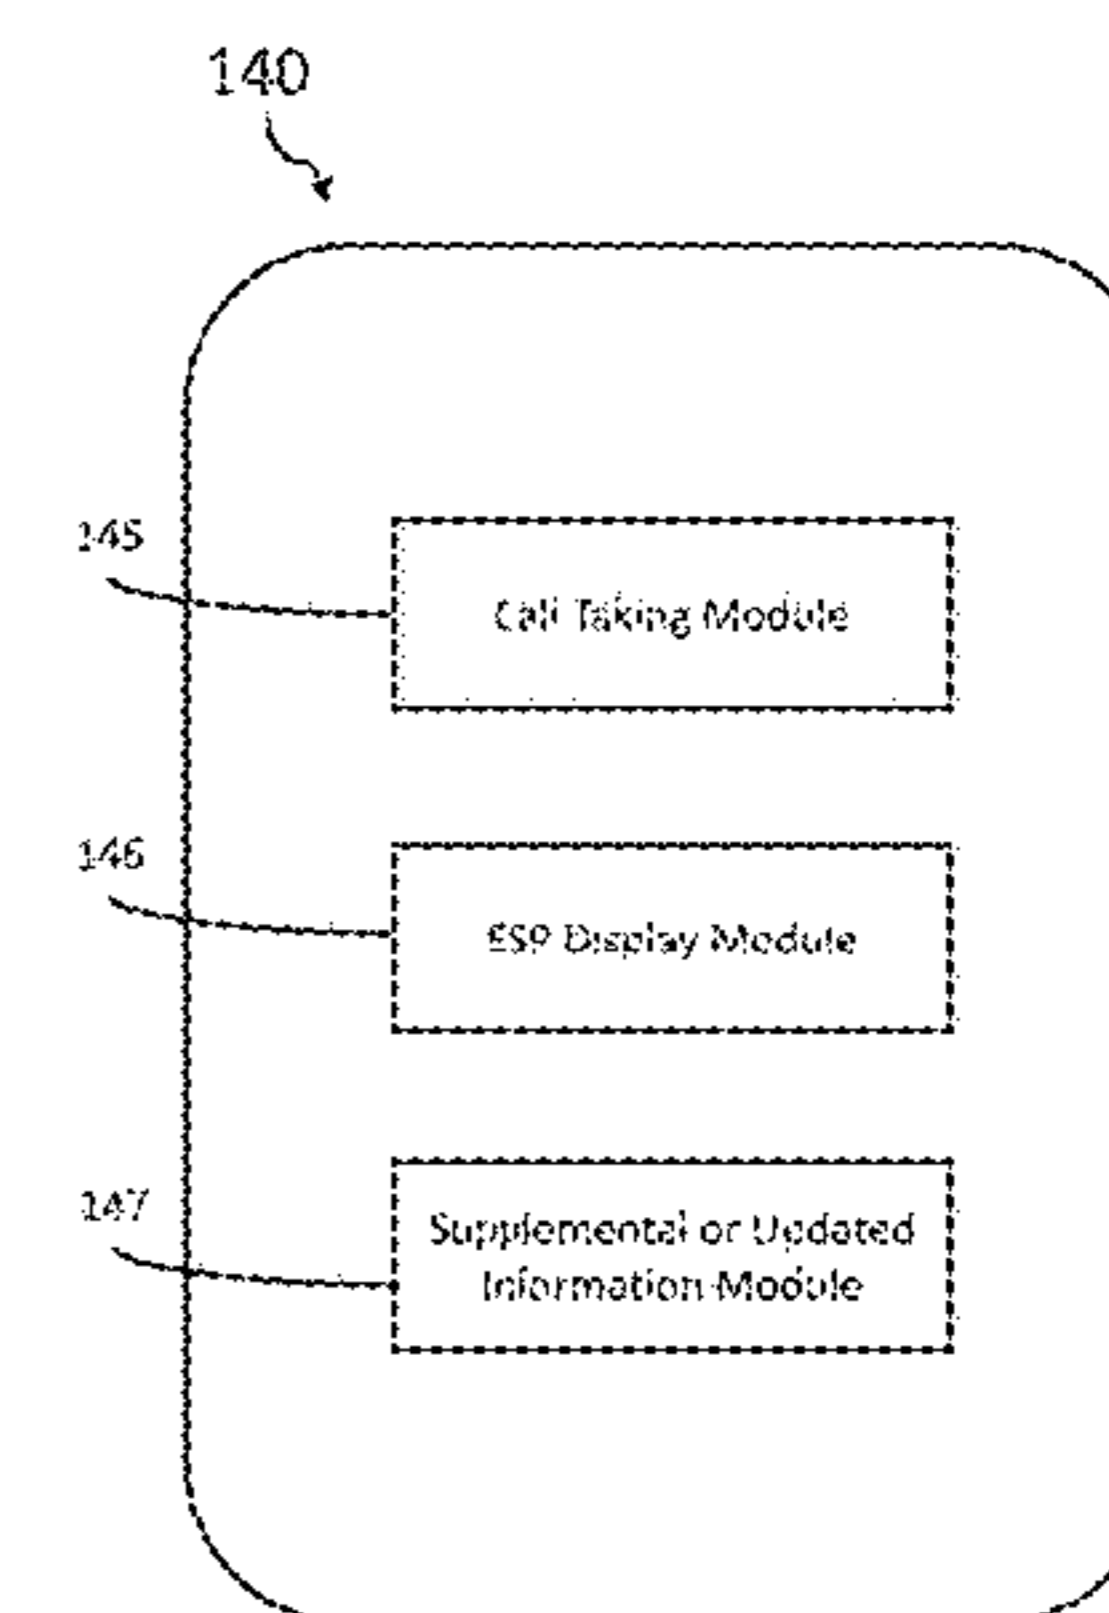 140
145
Call Taking Module
146
ESP Display Module
147
Supplemental or Updated
Information Module